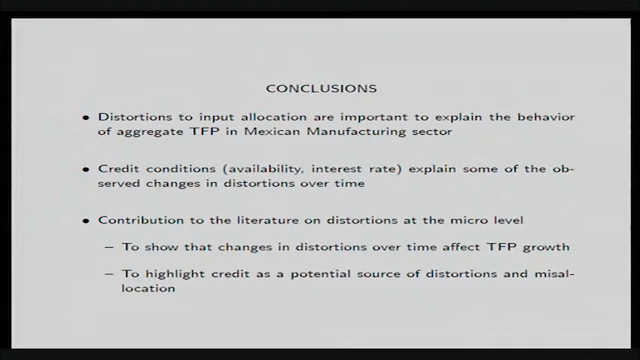 CONCLUSIONS
• Distortions to input allocation are important to explain the behavior
of aggregate TFP in Mexican Manufacturing sector
• Credit conditions (availability, interest rate) explain some of the ob-
served changes in distortions over time
• Contribution to the literature on distortions at the micro level
– To show that changes in distortions over time affect TFP growth
– To highlight credit as a potential source of distortions and misal-
location